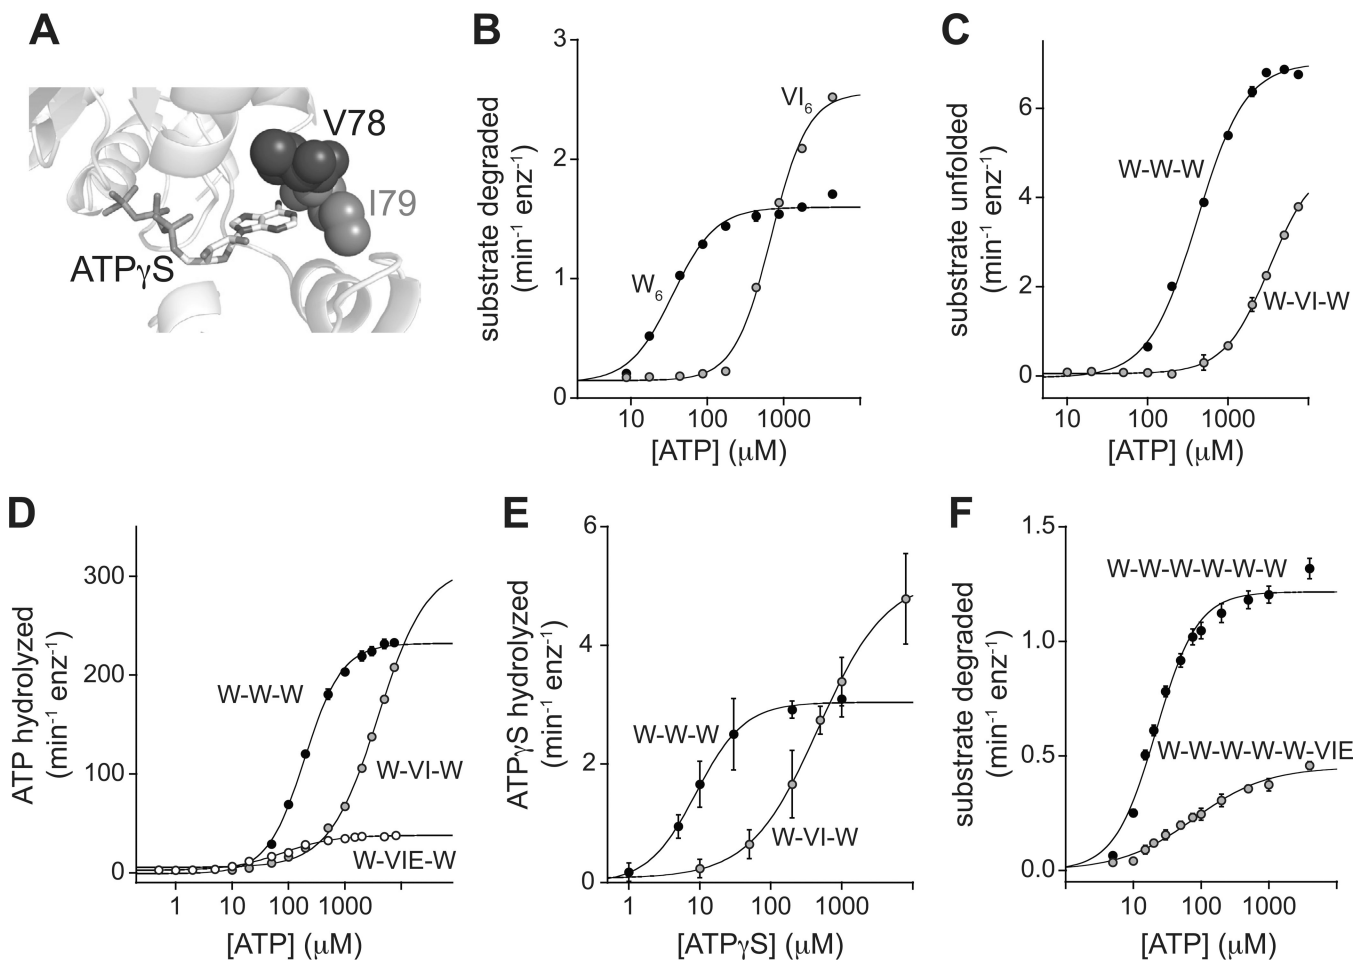 A
V78
I79
ATPγS
B
substrate degraded
(min⁻¹ enz⁻¹)
3
2
1
0
VI₆
W₆
10 100 1000
[ATP] (μM)
C
substrate unfolded
(min⁻¹ enz⁻¹)
6
4
2
0
W-W-W
W-VI-W
10 100 1000
[ATP] (μM)
D
ATP hydrolyzed
(min⁻¹ enz⁻¹)
300
200
100
0
W-W-W
W-VI-W
W-VIE-W
1 10 100 1000
[ATP] (μM)
E
ATPγS hydrolyzed
(min⁻¹ enz⁻¹)
6
4
2
0
W-W-W
W-VI-W
1 10 100 1000
[ATPγS] (μM)
F
substrate degraded
(min⁻¹ enz⁻¹)
1.5
1.0
0.5
0.0
W-W-W-W-W-W
W-W-W-W-W-VIE
10 100 1000
[ATP] (μM)